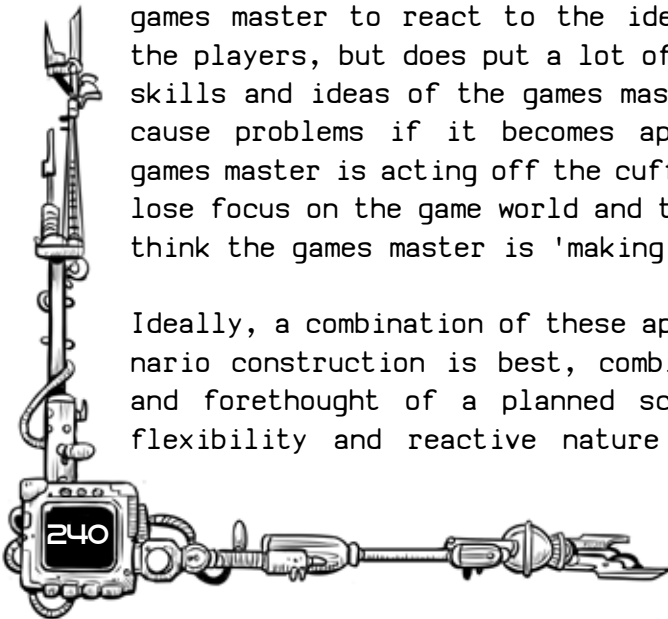 games master to react to the ide
the players, but does put a lot of
skills and ideas of the games mas
cause problems if it becomes ap
games master is acting off the cuff
lose focus on the game world and t
think the games master is 'making
Ideally, a combination of these ap
nario construction is best, comb
and forethought of a planned sc
flexibility and reactive nature
240